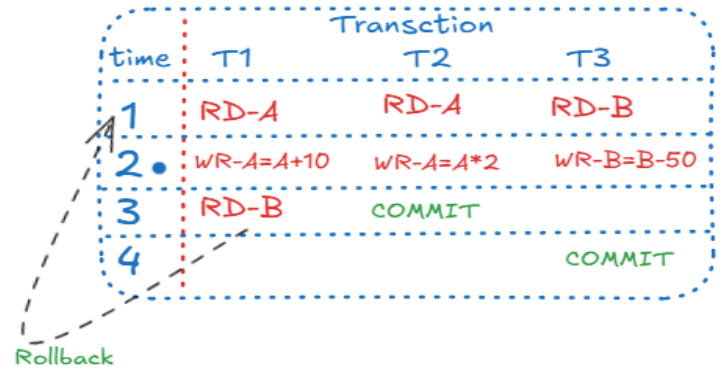 Transction
time T1 T2 T3
1 RD-A RD-A RD-B
2. WR-A=A+10 WR-A=A*2 WR-B=B-50
3 RD-B COMMIT
4 COMMIT
Rollback